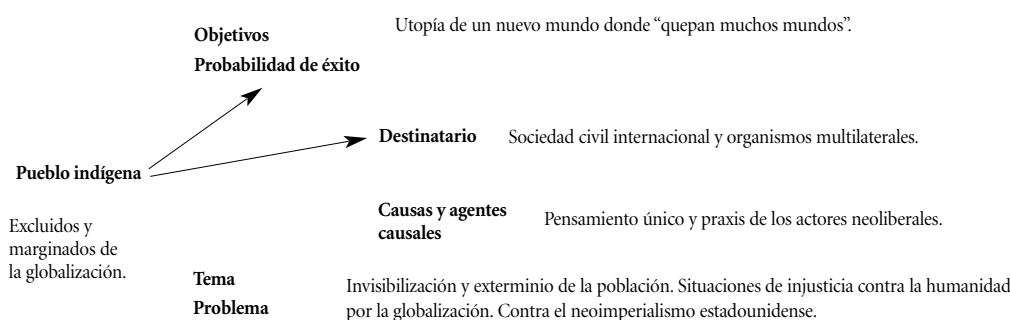 Utopía de un nuevo mundo donde “quepan muchos mundos”.
Objetivos
Probabilidad de éxito
Destinatario Sociedad civil internacional y organismos multilaterales.
Pueblo indígena
Excluidos y
marginados de
la globalización.
Causas y agentes
causales
Pensamiento único y praxis de los actores neoliberales.
Tema
Problema
Invisibilización y exterminio de la población. Situaciones de injusticia contra la humanidad
por la globalización. Contra el neoimperialismo estadounidense.